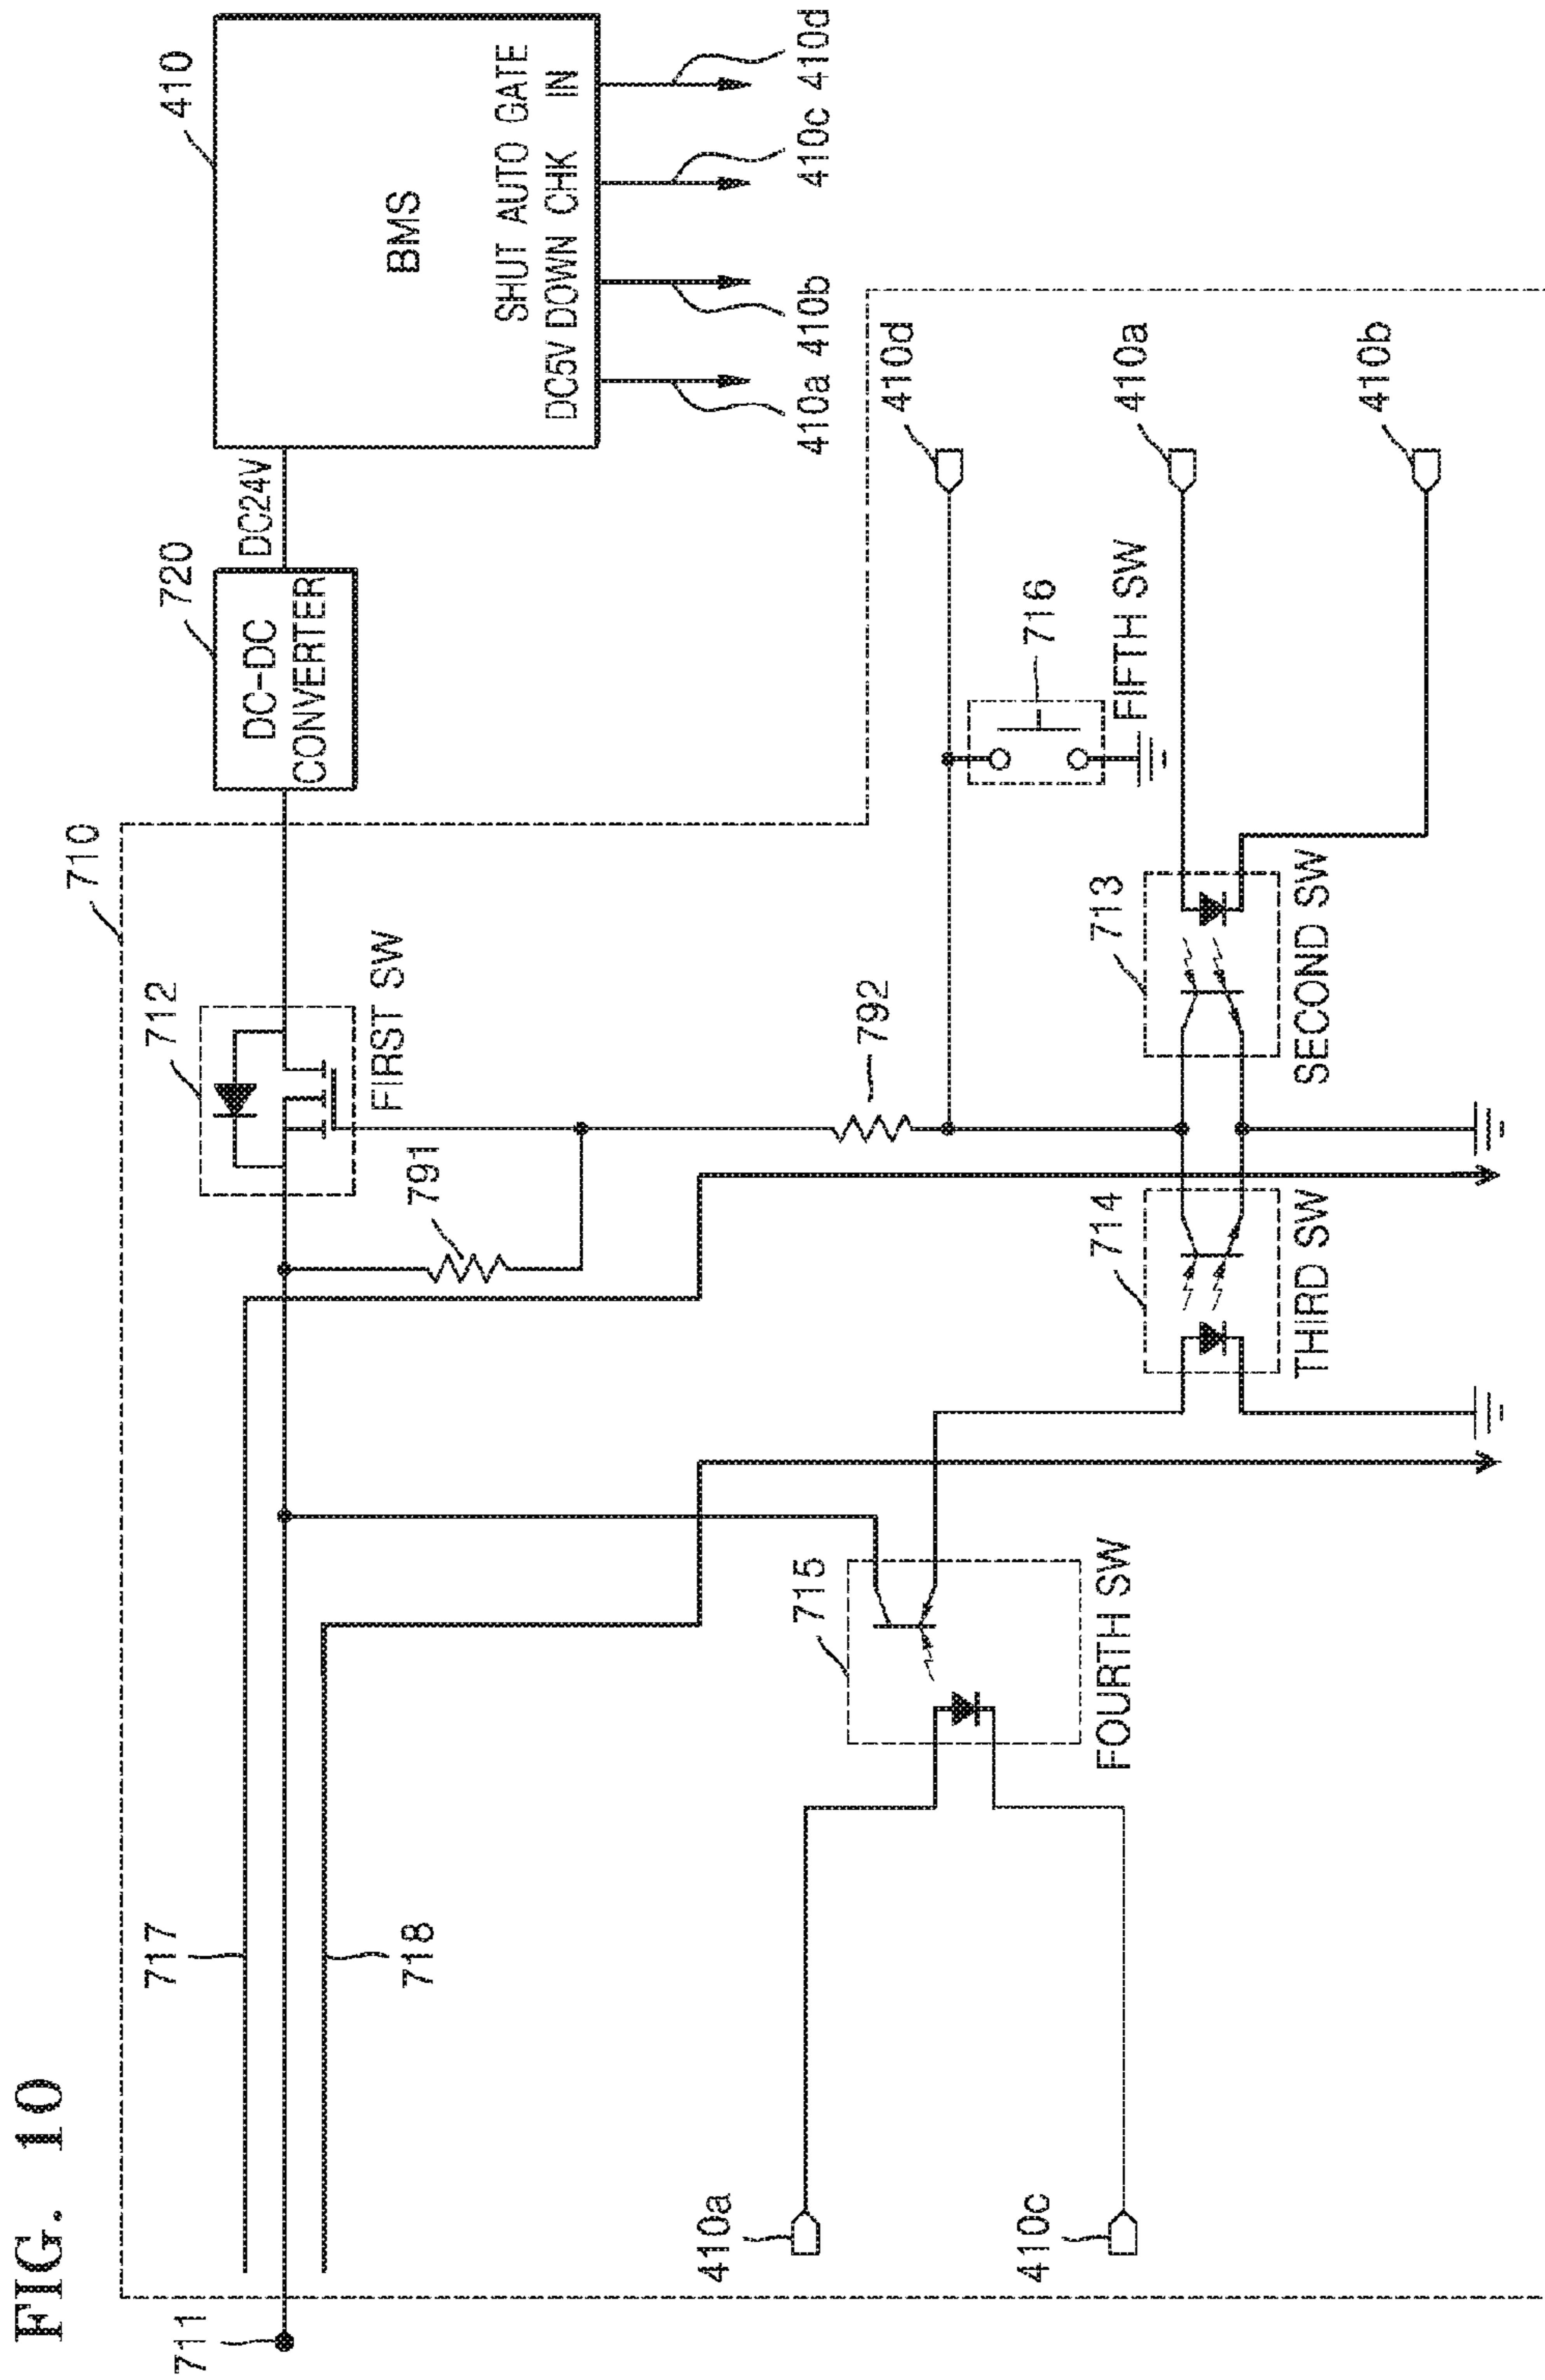 FIG. 10
710
711
717
718
712
FIRST SW
791
792
720
DC-DC
CONVERTER
DC24V
410
BMS
SHUT AUTO GATE
DC5V DOWN CHK IN
410a 410b 410c 410d
410a
410c
715
FOURTH SW
714
THIRD SW
713
SECOND SW
716
FIFTH SW
410d
410a
410b